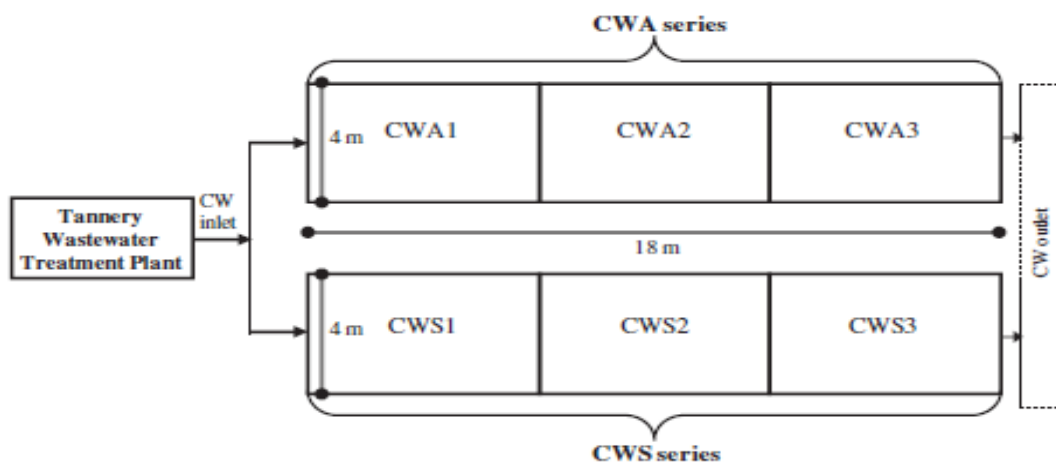 CWA series
4 m
CWA1
CWA2
CWA3
CW
inlet
Tannery
Wastewater
Treatment Plant
18 m
CW outlet
4 m
CWS1
CWS2
CWS3
CWS series